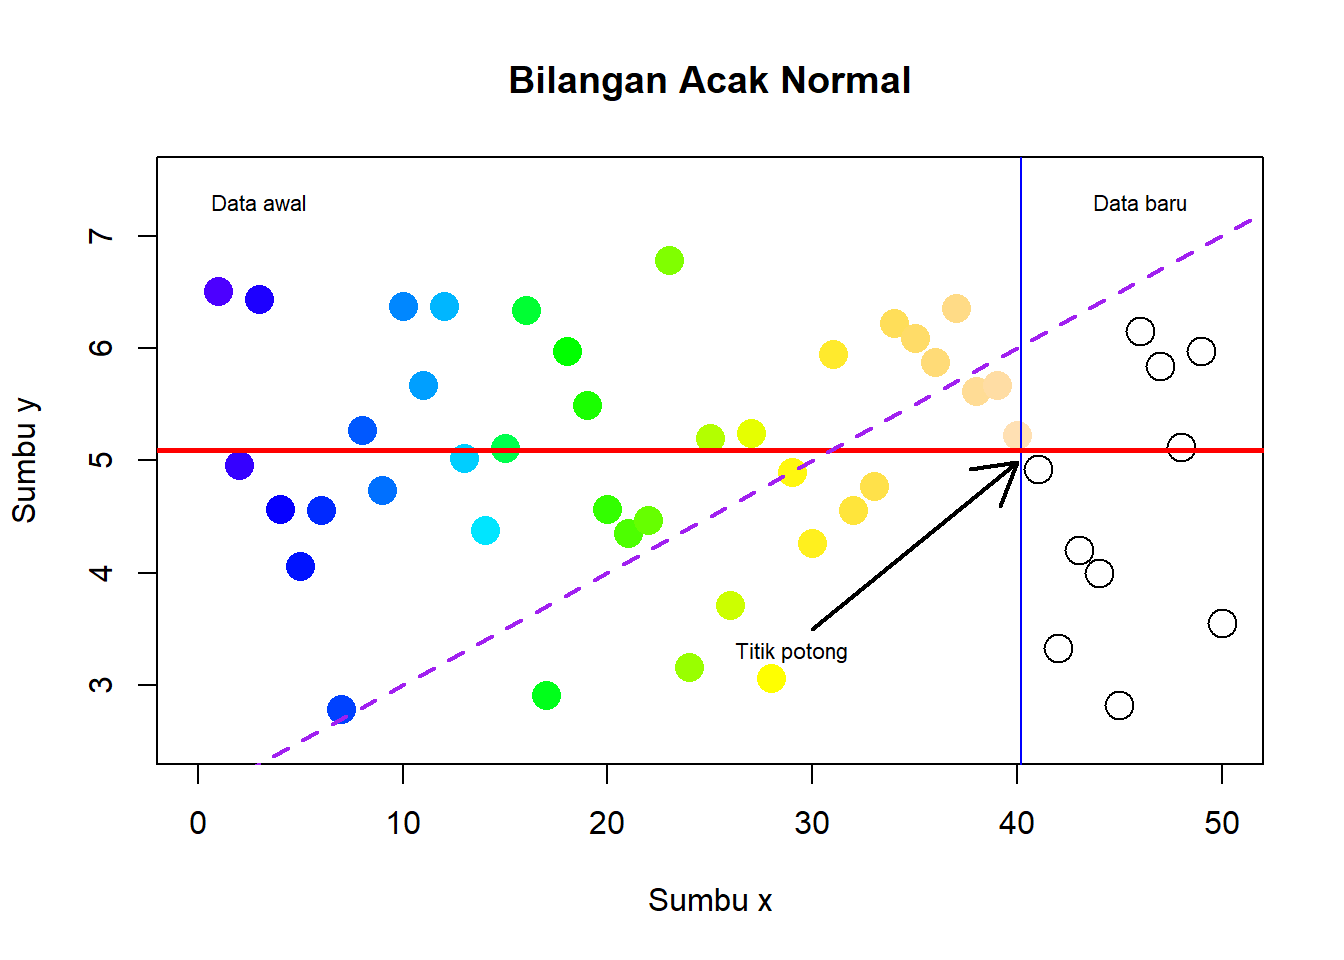 Bilangan Acak Normal
Data awal
Data baru
7
6
5
4
3
Sumbu y
Titik potong
0 10 20 30 40 50
Sumbu x